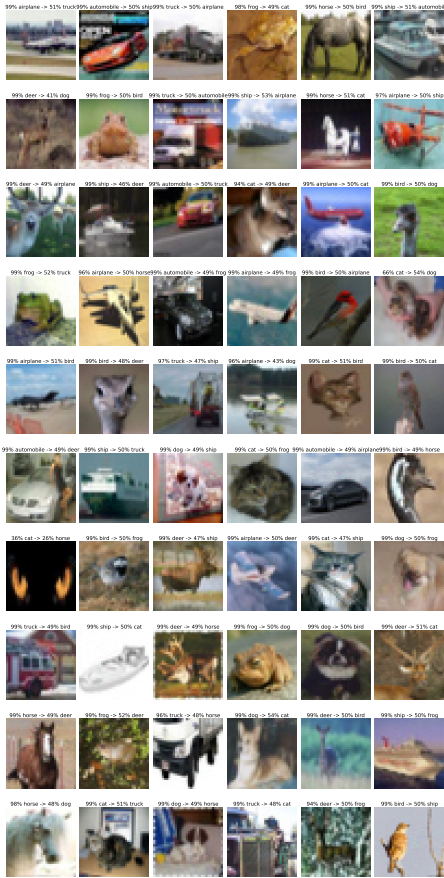 99% airplane -> 51% truck
99% automobile -> 50% ship
99% truck -> 50% airplane
98% frog -> 49% cat
99% horse -> 50% bird
99% ship -> 51% automobil
99% deer -> 41% dog
99% frog -> 50% bird
99% truck -> 50% automobile
99% ship -> 53% airplane
99% horse -> 51% cat
97% airplane -> 50% ship
99% deer -> 49% airplane
99% ship -> 46% deer
99% automobile -> 50% truck
94% cat -> 49% deer
99% airplane -> 50% cat
99% bird -> 50% dog
99% frog -> 52% truck
96% airplane -> 50% horse
99% automobile -> 49% frog
99% airplane -> 49% frog
99% bird -> 50% airplane
66% cat -> 54% dog
99% airplane -> 51% bird
99% bird -> 48% deer
97% truck -> 47% ship
96% airplane -> 43% dog
99% cat -> 51% bird
99% bird -> 50% cat
99% automobile -> 49% deer
99% ship -> 50% truck
99% dog -> 49% ship
99% cat -> 50% frog
99% automobile -> 49% airplane
99% bird -> 49% horse
36% cat -> 26% horse
99% bird -> 50% frog
99% deer -> 47% ship
99% airplane -> 50% deer
99% cat -> 47% ship
99% dog -> 50% frog
99% truck -> 49% bird
99% ship -> 50% cat
99% deer -> 49% horse
99% frog -> 50% dog
99% dog -> 50% bird
99% deer -> 51% cat
99% horse -> 49% deer
99% frog -> 52% deer
96% truck -> 48% horse
99% dog -> 54% cat
99% deer -> 50% bird
99% ship -> 50% frog
98% horse -> 48% dog
99% cat -> 51% truck
99% dog -> 49% horse
99% truck -> 48% cat
94% deer -> 50% frog
99% bird -> 50% ship